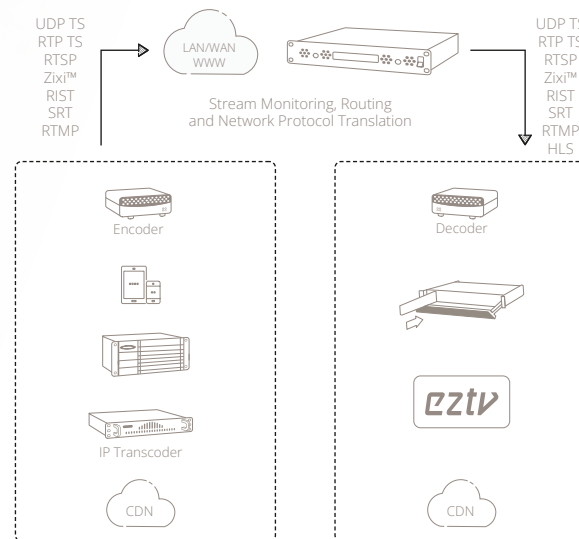 UDP TS
RTP TS
RTSP
Zixi™
RIST
SRT
RTMP
LAN/WAN
WWW
Stream Monitoring, Routing
and Network Protocol Translation
UDP TS
RTP TS
RTSP
Zixi™
RIST
SRT
RTMP
HLS
Encoder
IP Transcoder
CDN
Decoder
eztv
CDN